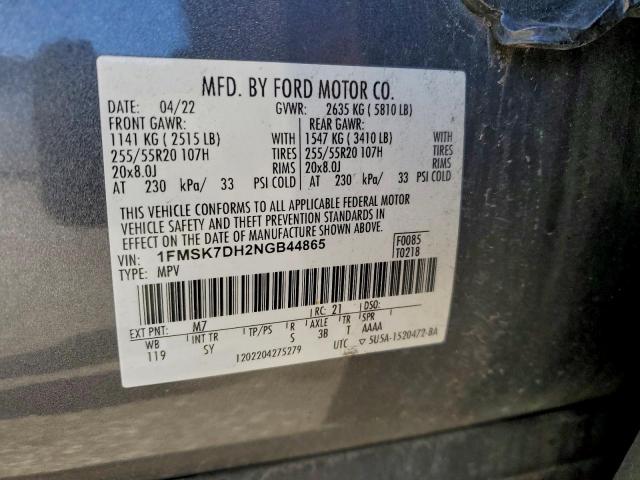 MFD. BY FORD MOTOR CO.
DATE: 04/22 GVWR: 2635 KG ( 5810 LB)
FRONT GAWR: REAR GAWR:
1141 KG ( 2515 LB) WITH 1547 KG ( 3410 LB) WITH
255/55R20 107H TIRES 255/55R20 107H TIRES
20x8.0J RIMS 20x8.0J RIMS
AT 230 kPa/ 33 PSI COLD AT 230 kPa/ 33 PSI COLD
THIS VEHICLE CONFORMS TO ALL APPLICABLE FEDERAL MOTOR
VEHICLE SAFETY AND THEFT PREVENTION STANDARDS IN
EFFECT ON THE DATE OF MANUFACTURE SHOWN ABOVE.
VIN: 1FMSK7DH2NGB44865 F0085
TYPE: MPV T0218
EXT PNT: M7 RC: 21 DSO:
WB INT TR TP/PS R AXLE TR SPR
119 SY S 3B T AAAA
1202204275279 UTC ▽ 5U5A-1520472-BA